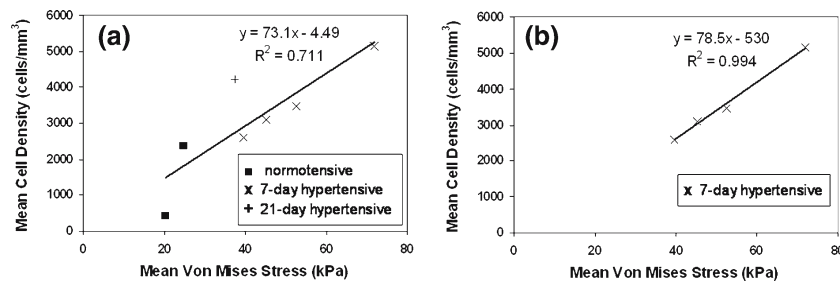 (a)
y = 73.1x - 4.49
R² = 0.711
6000
5000
4000
3000
2000
1000
0
Mean Cell Density (cells/mm³)
■ normotensive
× 7-day hypertensive
+ 21-day hypertensive
0 20 40 60 80
Mean Von Mises Stress (kPa)
(b)
y = 78.5x - 530
R² = 0.994
6000
5000
4000
3000
2000
1000
0
Mean Cell Density (cells/mm³)
× 7-day hypertensive
0 20 40 60 80
Mean Von Mises Stress (kPa)